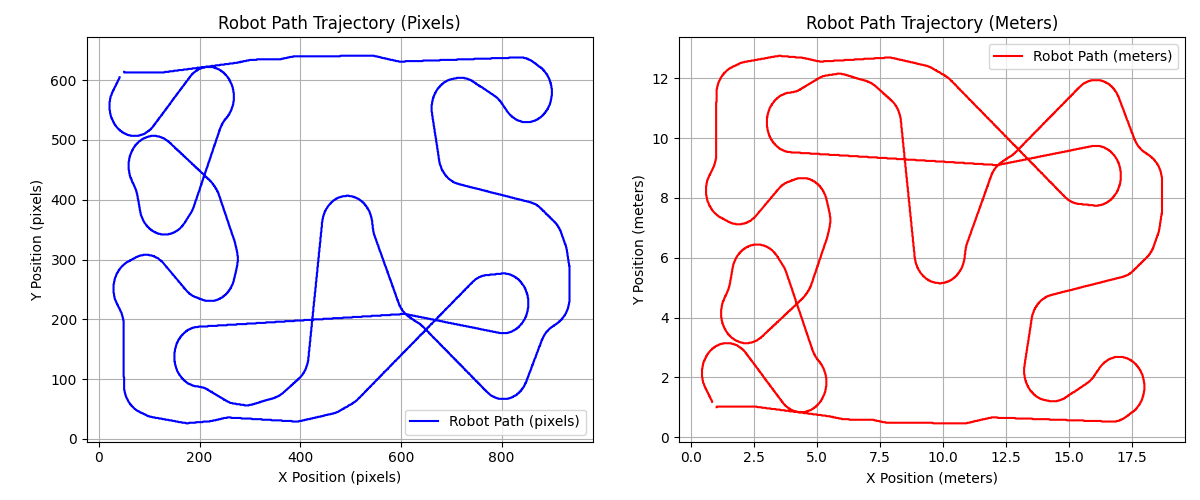 Robot Path Trajectory (Pixels)
Y Position (pixels)
600
500
400
300
200
100
0
0 200 400 600 800
X Position (pixels)
Robot Path (pixels)
Robot Path Trajectory (Meters)
Y Position (meters)
12
10
8
6
4
2
0
0.0 2.5 5.0 7.5 10.0 12.5 15.0 17.5
X Position (meters)
Robot Path (meters)